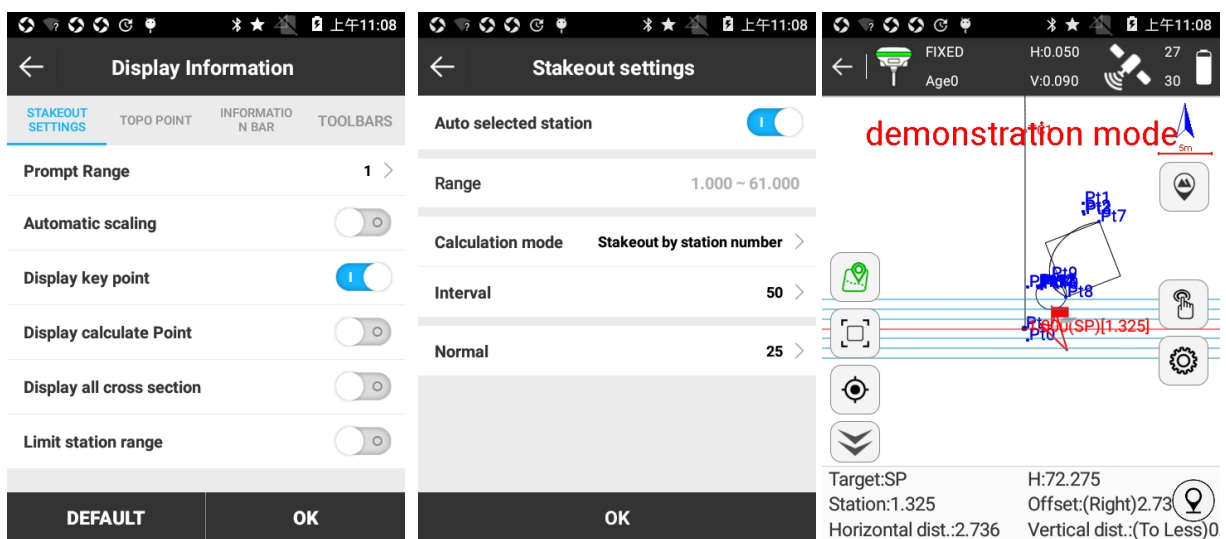 上午11:08
Display Information
STAKEOUT
SETTINGS
TOPO POINT
INFORMATIO
N BAR
TOOLBARS
Prompt Range
1
Automatic scaling
Display key point
Display calculate Point
Display all cross section
Limit station range
DEFAULT
OK
上午11:08
Stakeout settings
Auto selected station
Range
1.000 ~ 61.000
Calculation mode
Stakeout by station number
Interval
50
Normal
25
OK
上午11:08
FIXED
H:0.050
27
Age0
V:0.090
30
demonstration mode
5m
Pt1
Pt7
Pt9
Pt8
(SP)[1.325]
Target:SP
H:72.275
Station:1.325
Offset:(Right)2.73
Horizontal dist.:2.736
Vertical dist.:(To Less)0